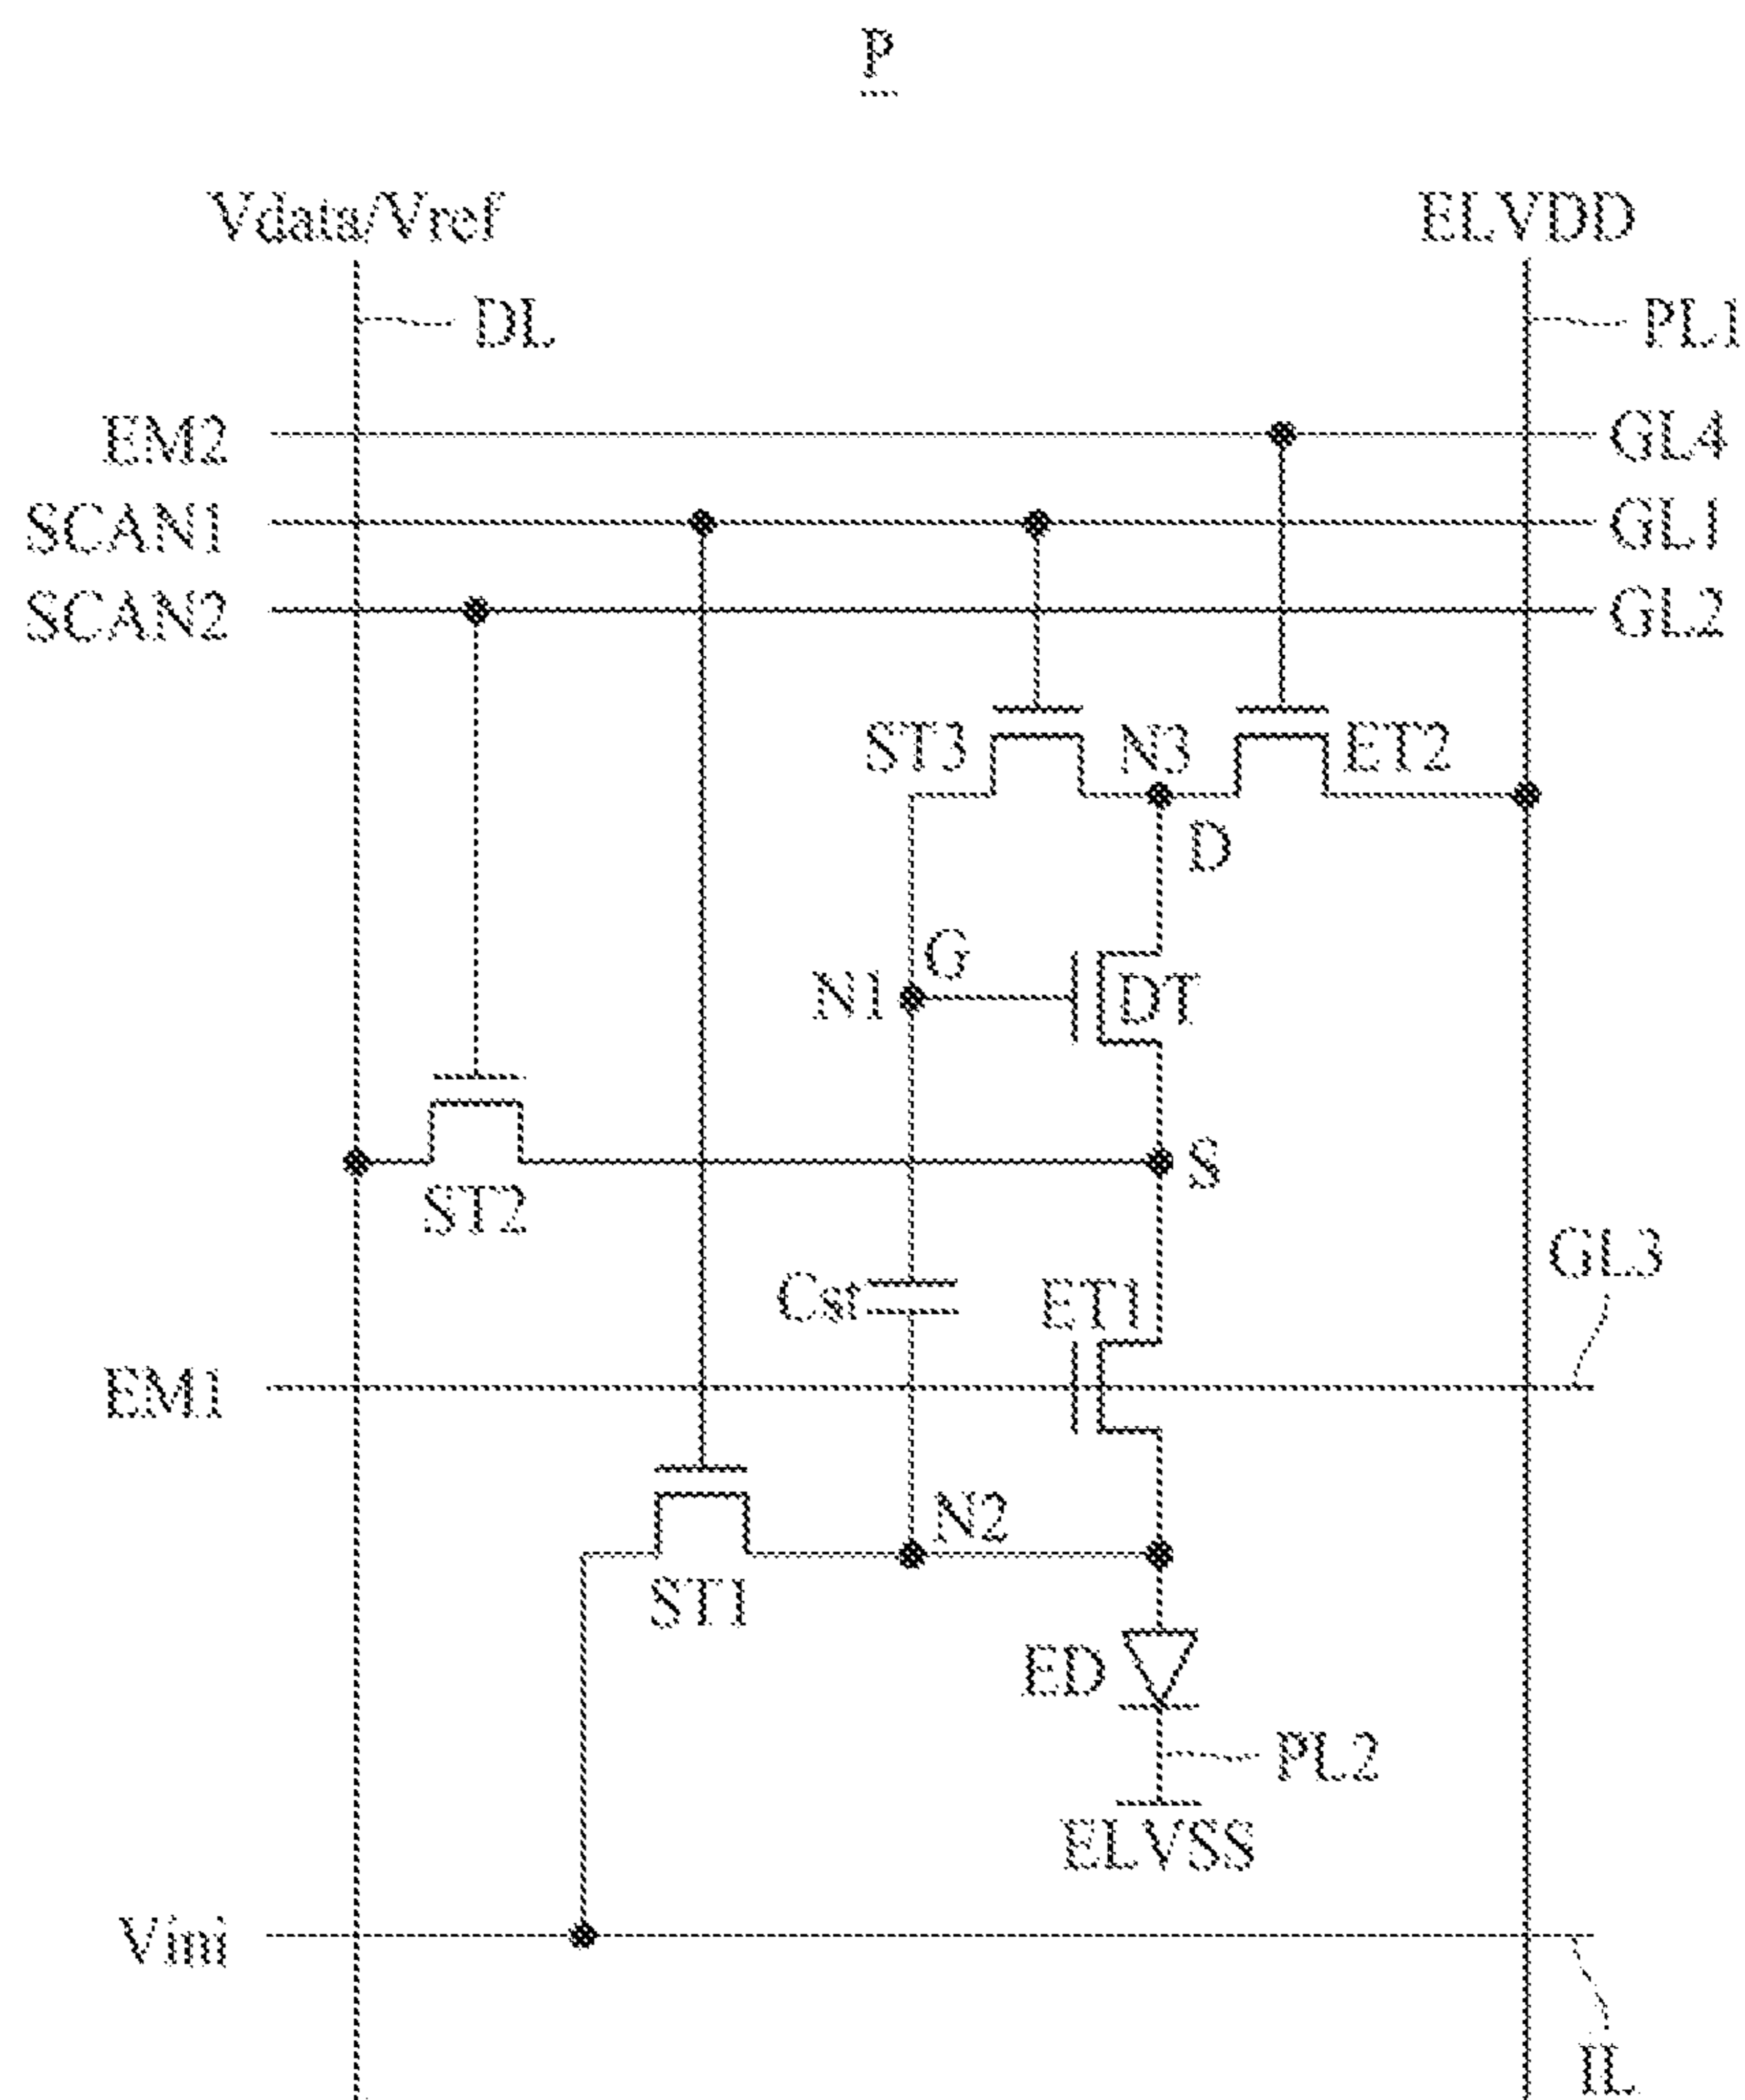 P
Vdata/Vref
ELVDD
DL
PL1
EM2
GL4
SCAN1
GL1
SCAN2
GL2
ST3
N3
ET2
D
G
N1
DT
S
ST2
GL3
Cst
ET1
EM1
N2
ST1
ED
PL2
ELVSS
Vini
IL